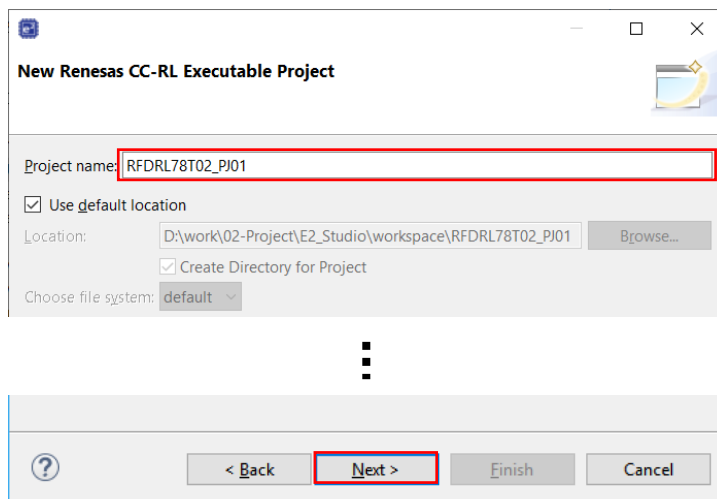 New Renesas CC-RL Executable Project
Project name: RFDRL78T02_PJ01
Use default location
Location: D:\work\02-Project\E2_Studio\workspace\RFDRL78T02_PJ01 Browse...
Create Directory for Project
Choose file system: default
? < Back Next > Finish Cancel